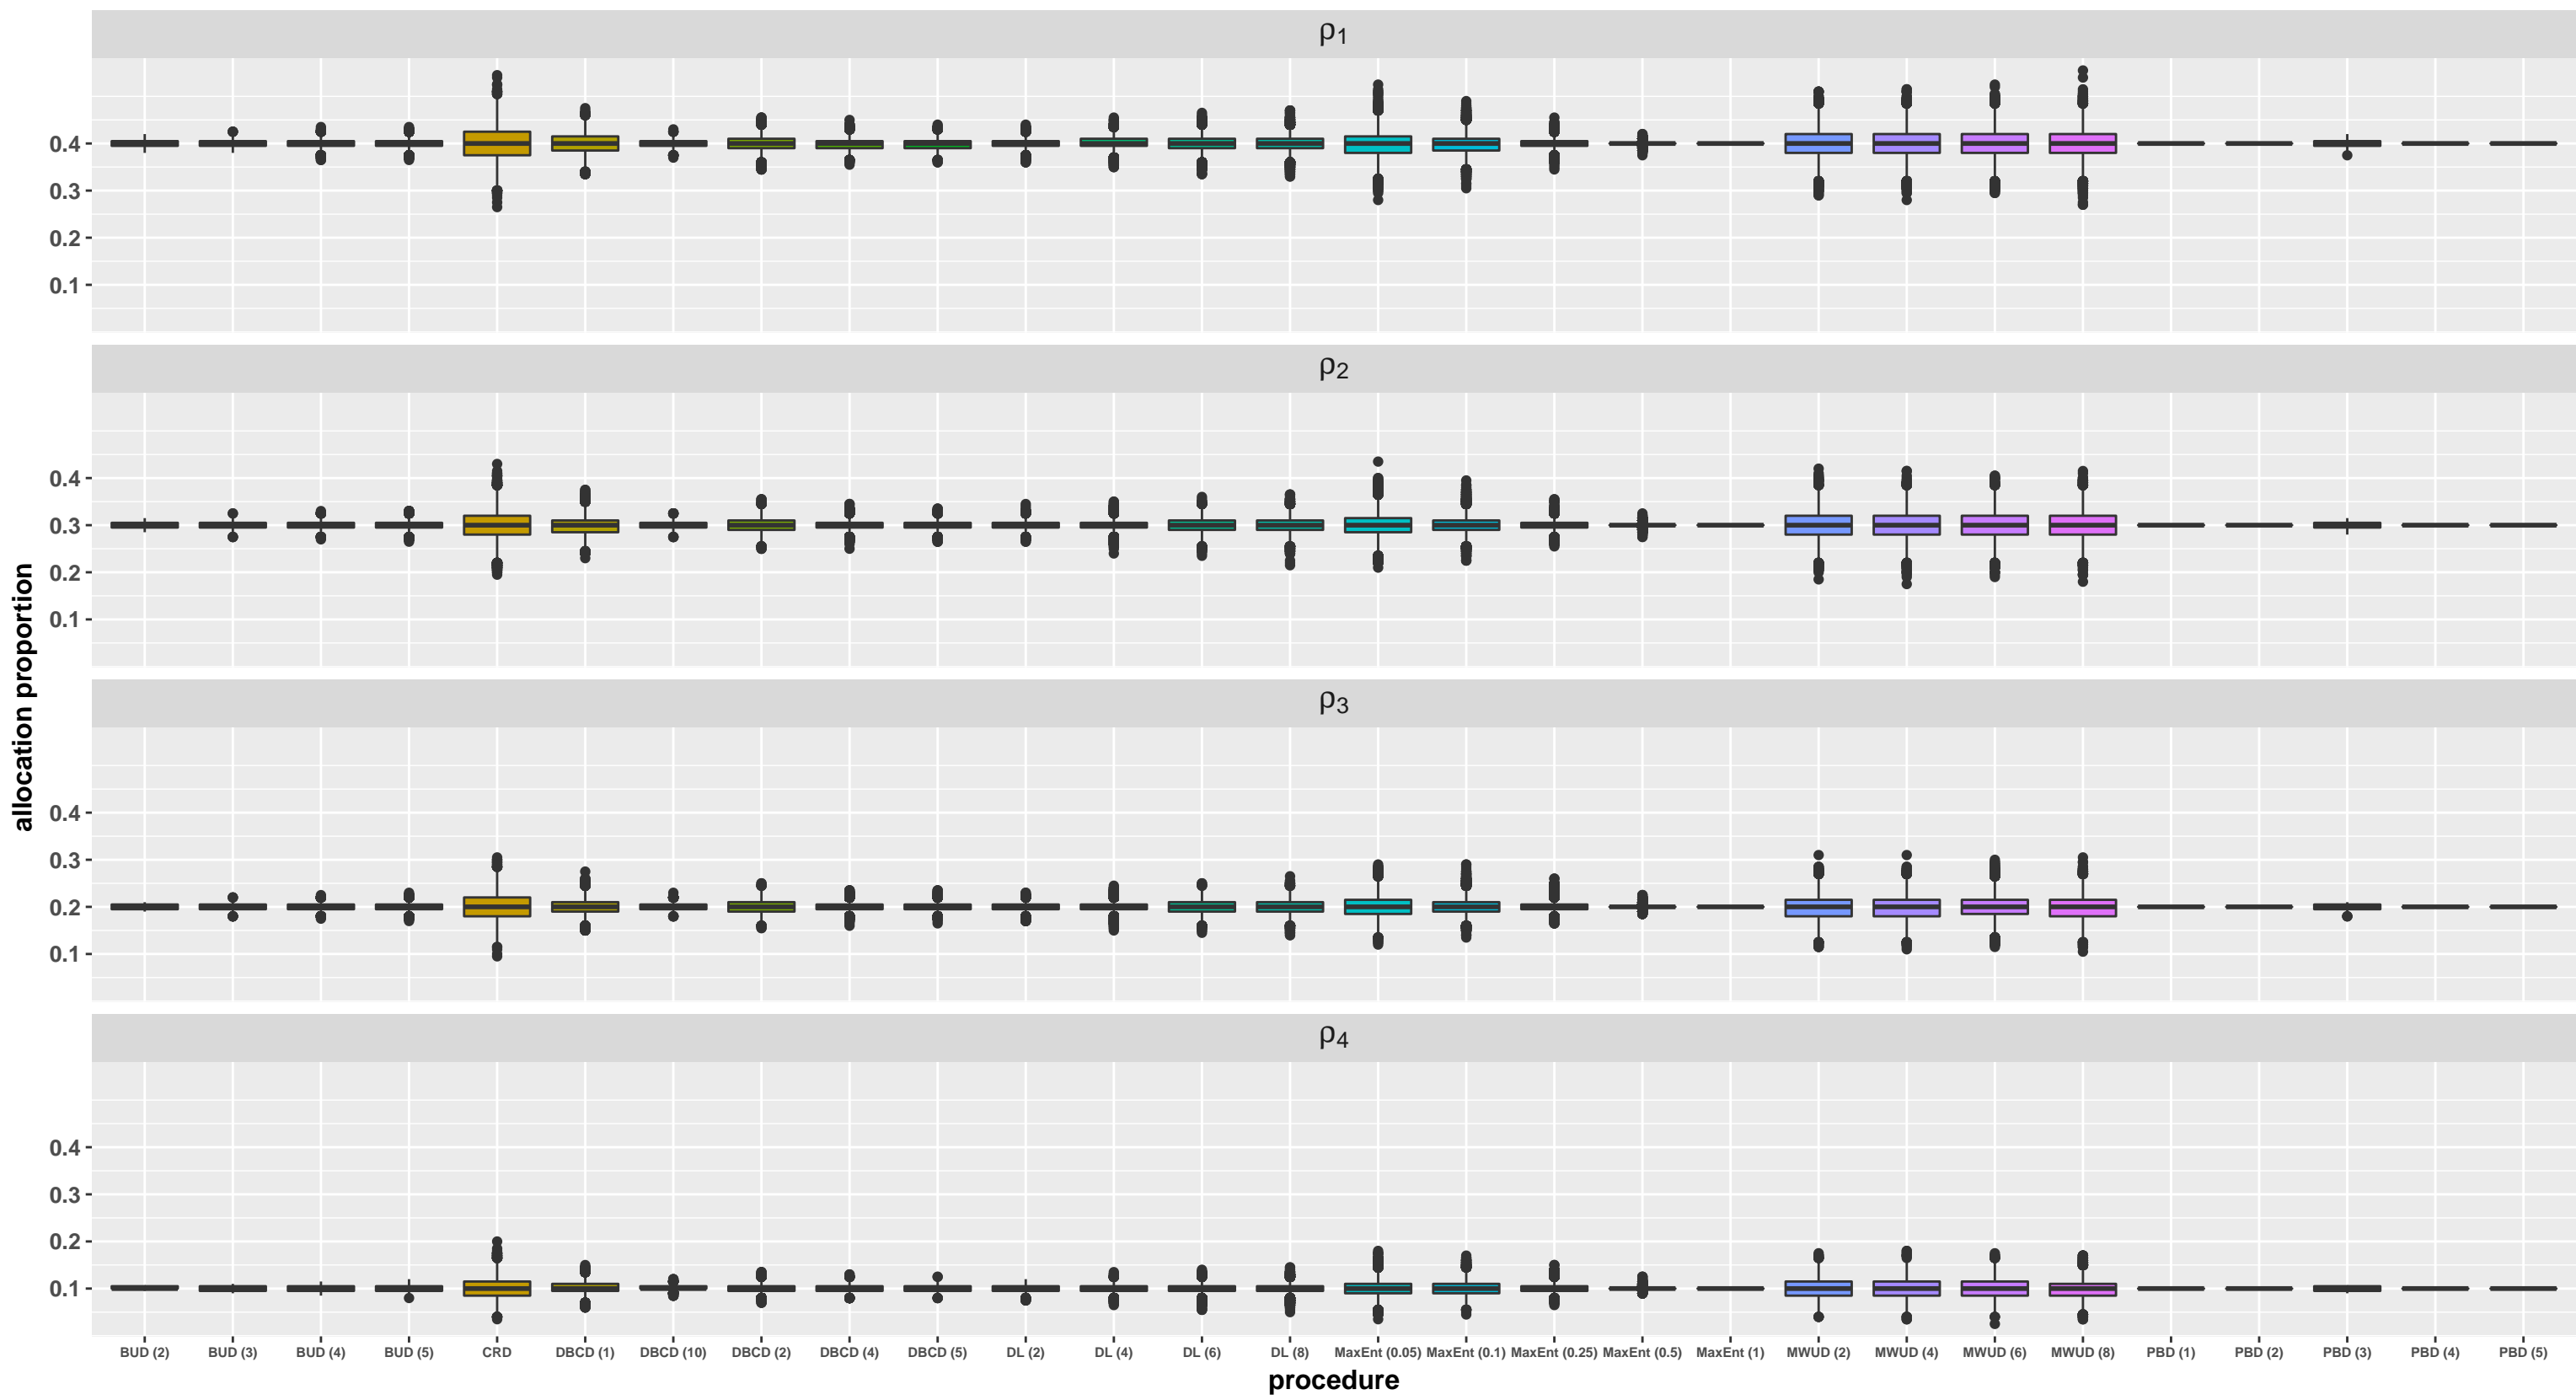 ρ1
0.4
0.3
0.2
0.1
ρ2
0.4
0.3
0.2
0.1
ρ3
0.4
0.3
0.2
0.1
ρ4
0.4
0.3
0.2
0.1
allocation proportion
BUD (2) BUD (3) BUD (4) BUD (5) CRD DBCD (1) DBCD (10) DBCD (2) DBCD (4) DBCD (5) DL (2) DL (4) DL (6) DL (8) MaxEnt (0.05) MaxEnt (0.1) MaxEnt (0.25) MaxEnt (0.5) MaxEnt (1) MWUD (2) MWUD (4) MWUD (6) MWUD (8) PBD (1) PBD (2) PBD (3) PBD (4) PBD (5)
procedure